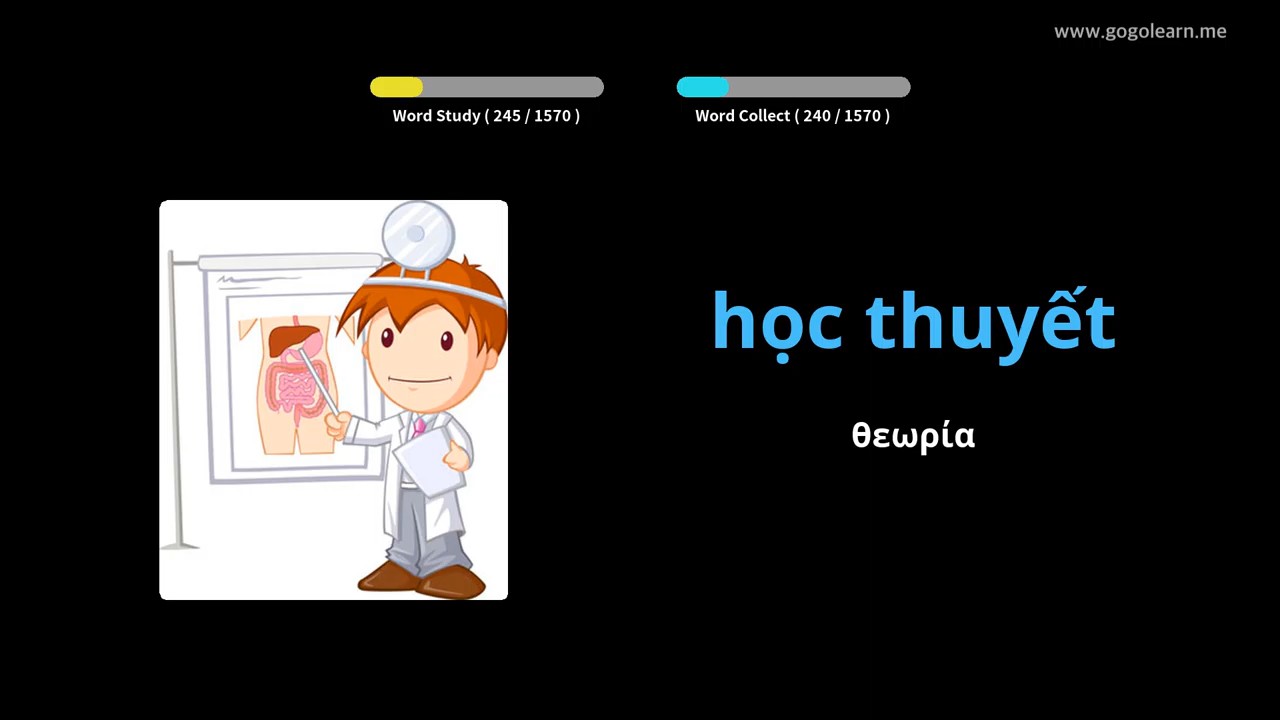 www.gogolearn.me
Word Study ( 245 / 1570 )
Word Collect ( 240 / 1570 )
học thuyết
θεωρία